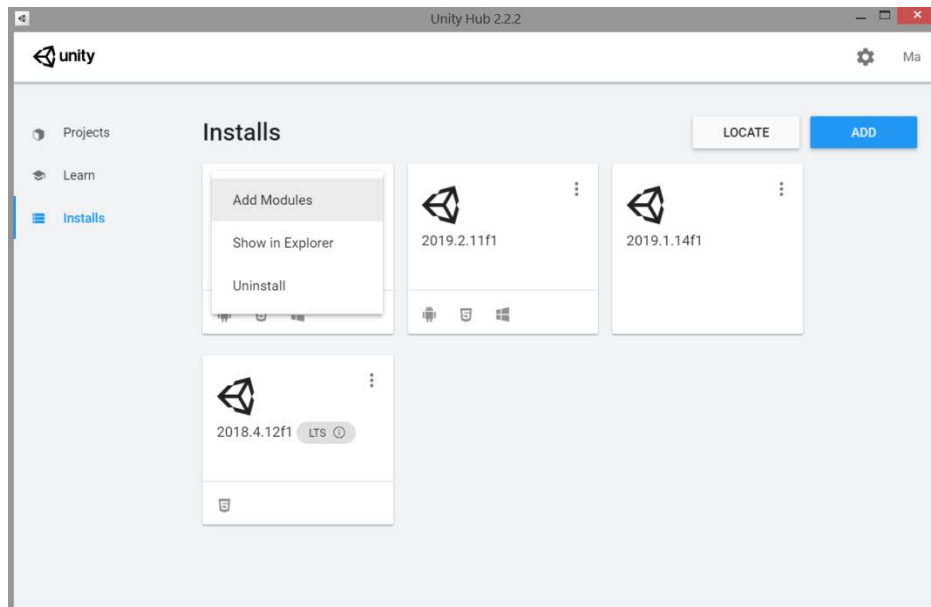 Unity Hub 2.2.2
unity
Ma
Projects
Learn
Installs
Installs
LOCATE
ADD
Add Modules
Show in Explorer
Uninstall
2019.2.11f1
2019.1.14f1
2018.4.12f1 LTS